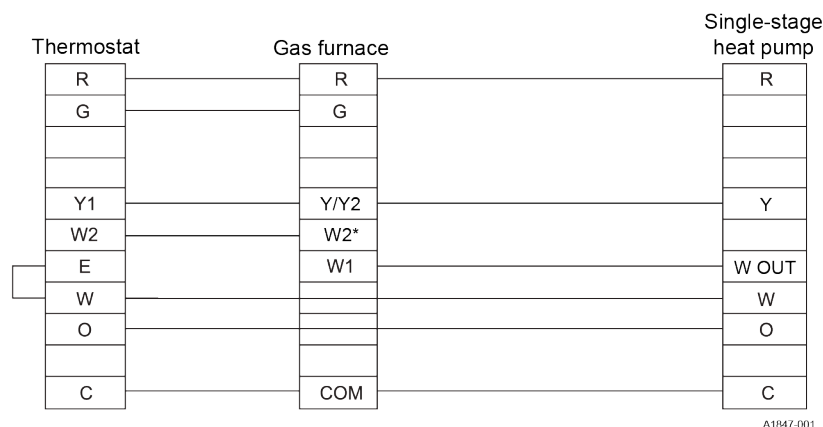 Single-stage
Thermostat Gas furnace heat pump
R R R
G G
Y1 Y/Y2 Y
W2 W2*
E W1 W OUT
W W
O O
C COM C
A1847-001